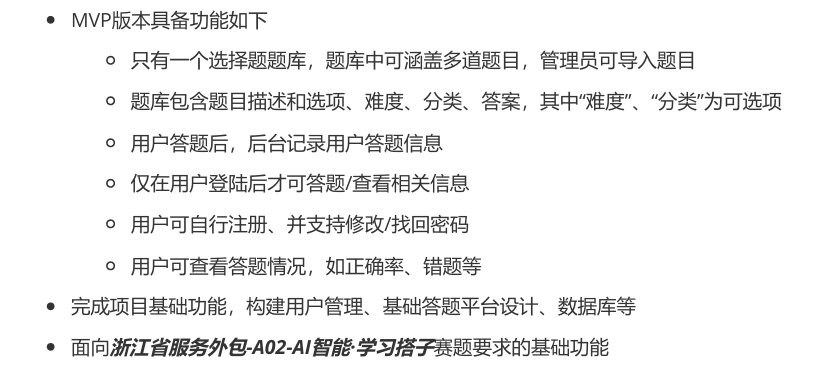 MVP版本具备功能如下
只有一个选择题题库，题库中可涵盖多道题目，管理员可导入题目
题库包含题目描述和选项、难度、分类、答案，其中“难度”、“分类”为可选项
用户答题后，后台记录用户答题信息
仅在用户登陆后才可答题/查看相关信息
用户可自行注册、并支持修改/找回密码
用户可查看答题情况，如正确率、错题等
完成项目基础功能，构建用户管理、基础答题平台设计、数据库等
面向浙江省服务外包-A02-AI智能·学习搭子赛题要求的基础功能